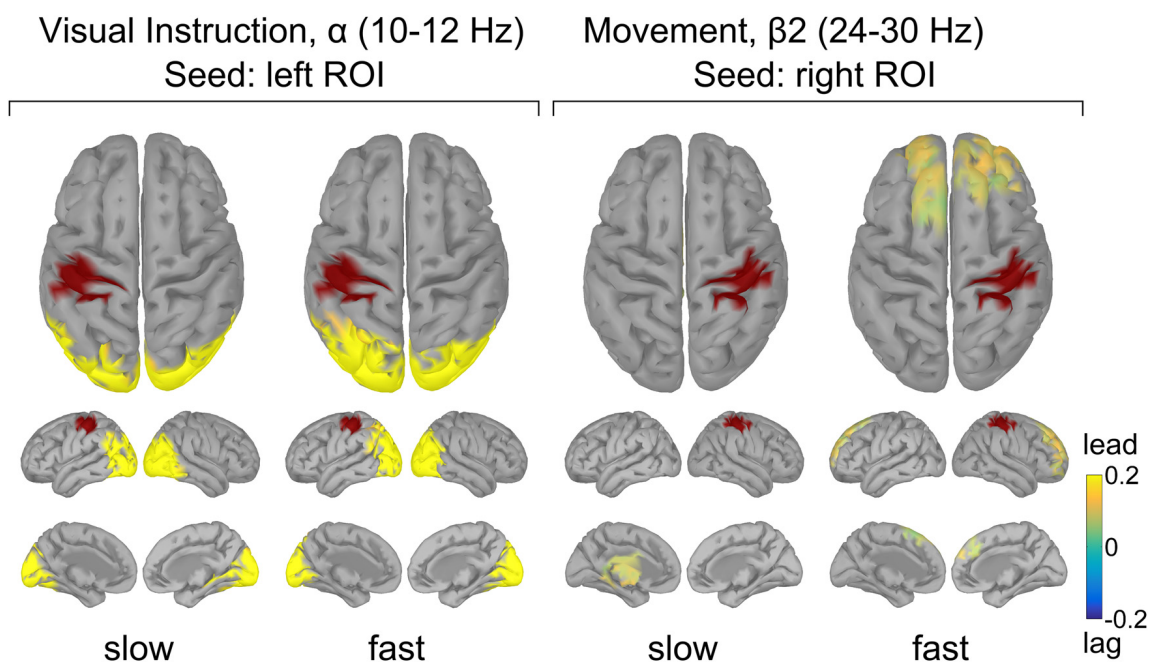 Visual Instruction, α (10-12 Hz)
Seed: left ROI
Movement, β2 (24-30 Hz)
Seed: right ROI
lead
0.2
0
-0.2
lag
slow
fast
slow
fast